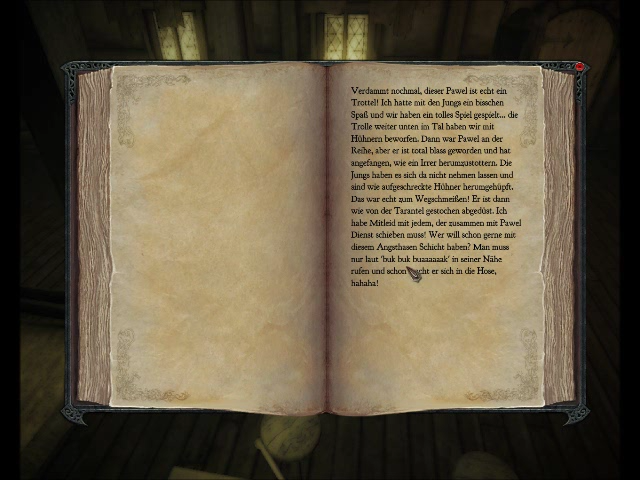 Verdammt nochmal, dieser Pawel ist echt ein
Trottel! Ich hatte mit den Jungs ein bisschen
Spaß und wir haben ein tolles Spiel gespielt... die
Trolle weiter unten im Tal haben wir mit
Hühnern beworfen. Dann war Pawel an der
Reihe, aber er ist total blass geworden und hat
angefangen, wie ein Irrer herumzustottern. Die
Jungs haben es sich da nicht nehmen lassen und
sind wie aufgeschreckte Hühner herumgehüpft.
Das war echt zum Wegschmeißen! Er ist dann
wie von der Tarantel gestochen abgedüst. Ich
habe Mitleid mit jedem, der zusammen mit Pawel
Dienst schieben muss! Wer will schon gerne mit
diesem Angsthasen Schicht haben? Man muss
nur laut 'buk buk buaaaaaak' in seiner Nähe
rufen und schon er sich in die Hose,
hahaha!